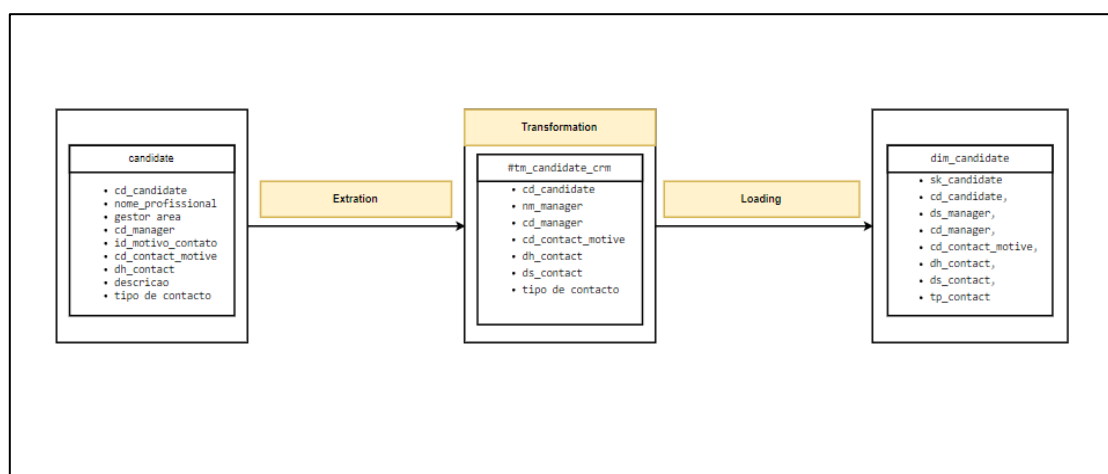 candidate
• cd_candidate
• nome_profissional
• gestor area
• cd_manager
• id_motivo_contato
• cd_contact_motive
• dh_contact
• descricao
• tipo de contacto
Extration
Transformation
#tm_candidate_crm
• cd_candidate
• nm_manager
• cd_manager
• cd_contact_motive
• dh_contact
• ds_contact
• tipo de contacto
Loading
dim_candidate
• sk_candidate
• cd_candidate,
• ds_manager,
• cd_manager,
• cd_contact_motive,
• dh_contact,
• ds_contact,
• tp_contact